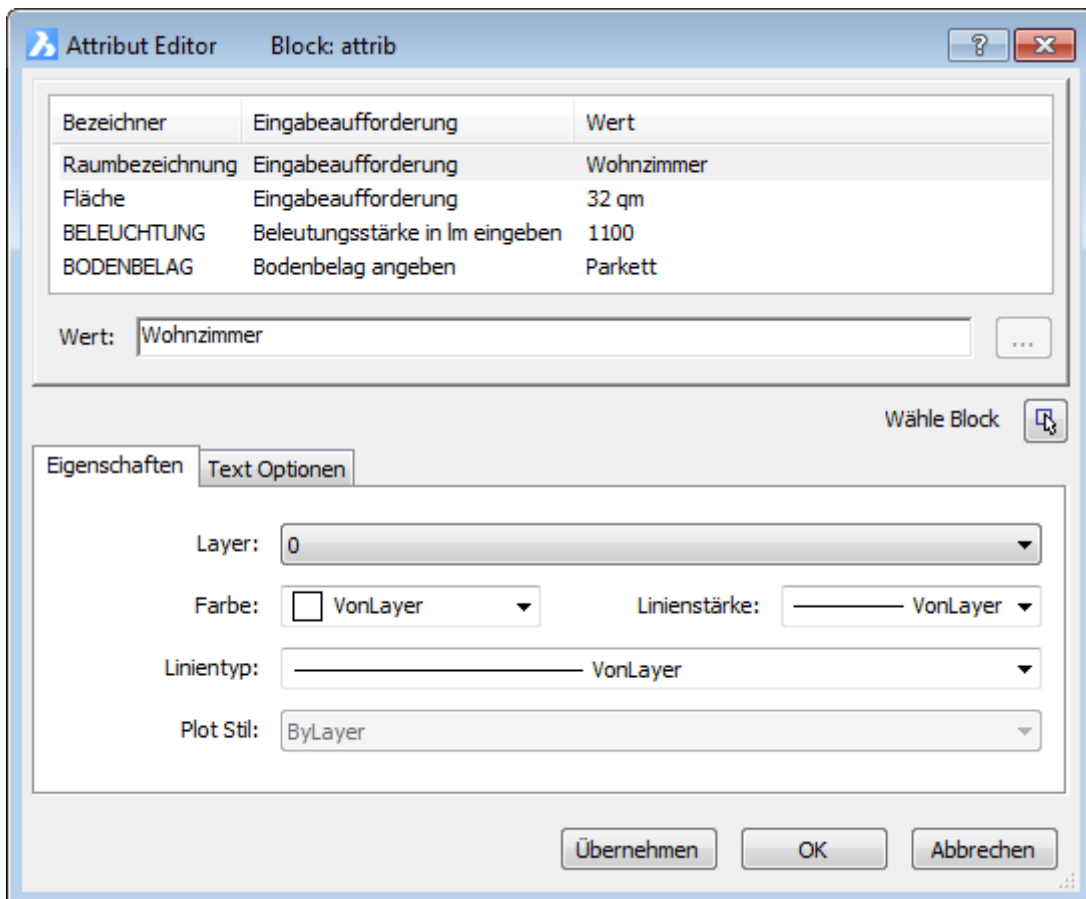 Attribut Editor Block: attrib
Bezeichner Eingabeaufforderung Wert
Raumbezeichnung Eingabeaufforderung Wohnzimmer
Fläche Eingabeaufforderung 32 qm
BELEUCHTUNG Beleutungsstärke in lm eingeben 1100
BODENBELAG Bodenbelag angeben Parkett
Wert: Wohnzimmer ...
Wähle Block
Eigenschaften Text Optionen
Layer: 0
Farbe: VonLayer Linienstärke: VonLayer
Linientyp: VonLayer
Plot Stil: ByLayer
Übernehmen OK Abbrechen